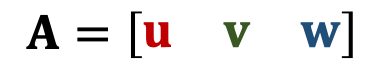 A = [u v w]